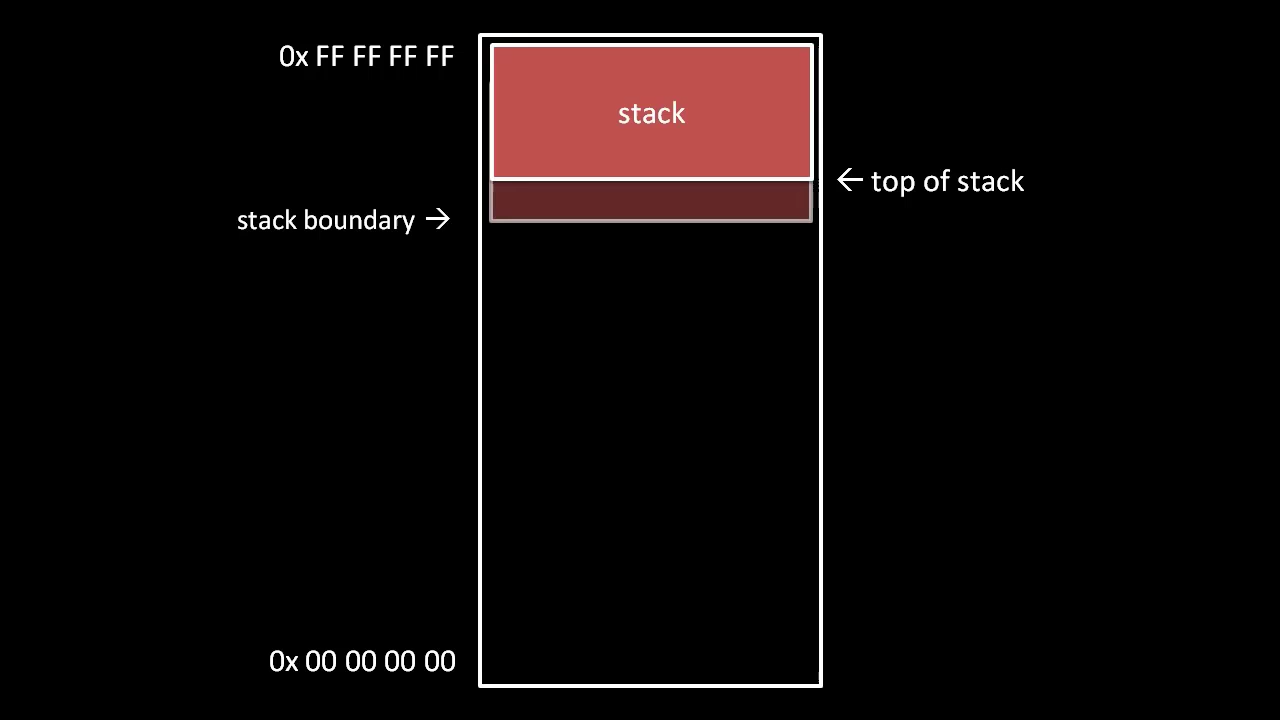 0x FF FF FF FF
stack
← top of stack
stack boundary →
0x 00 00 00 00